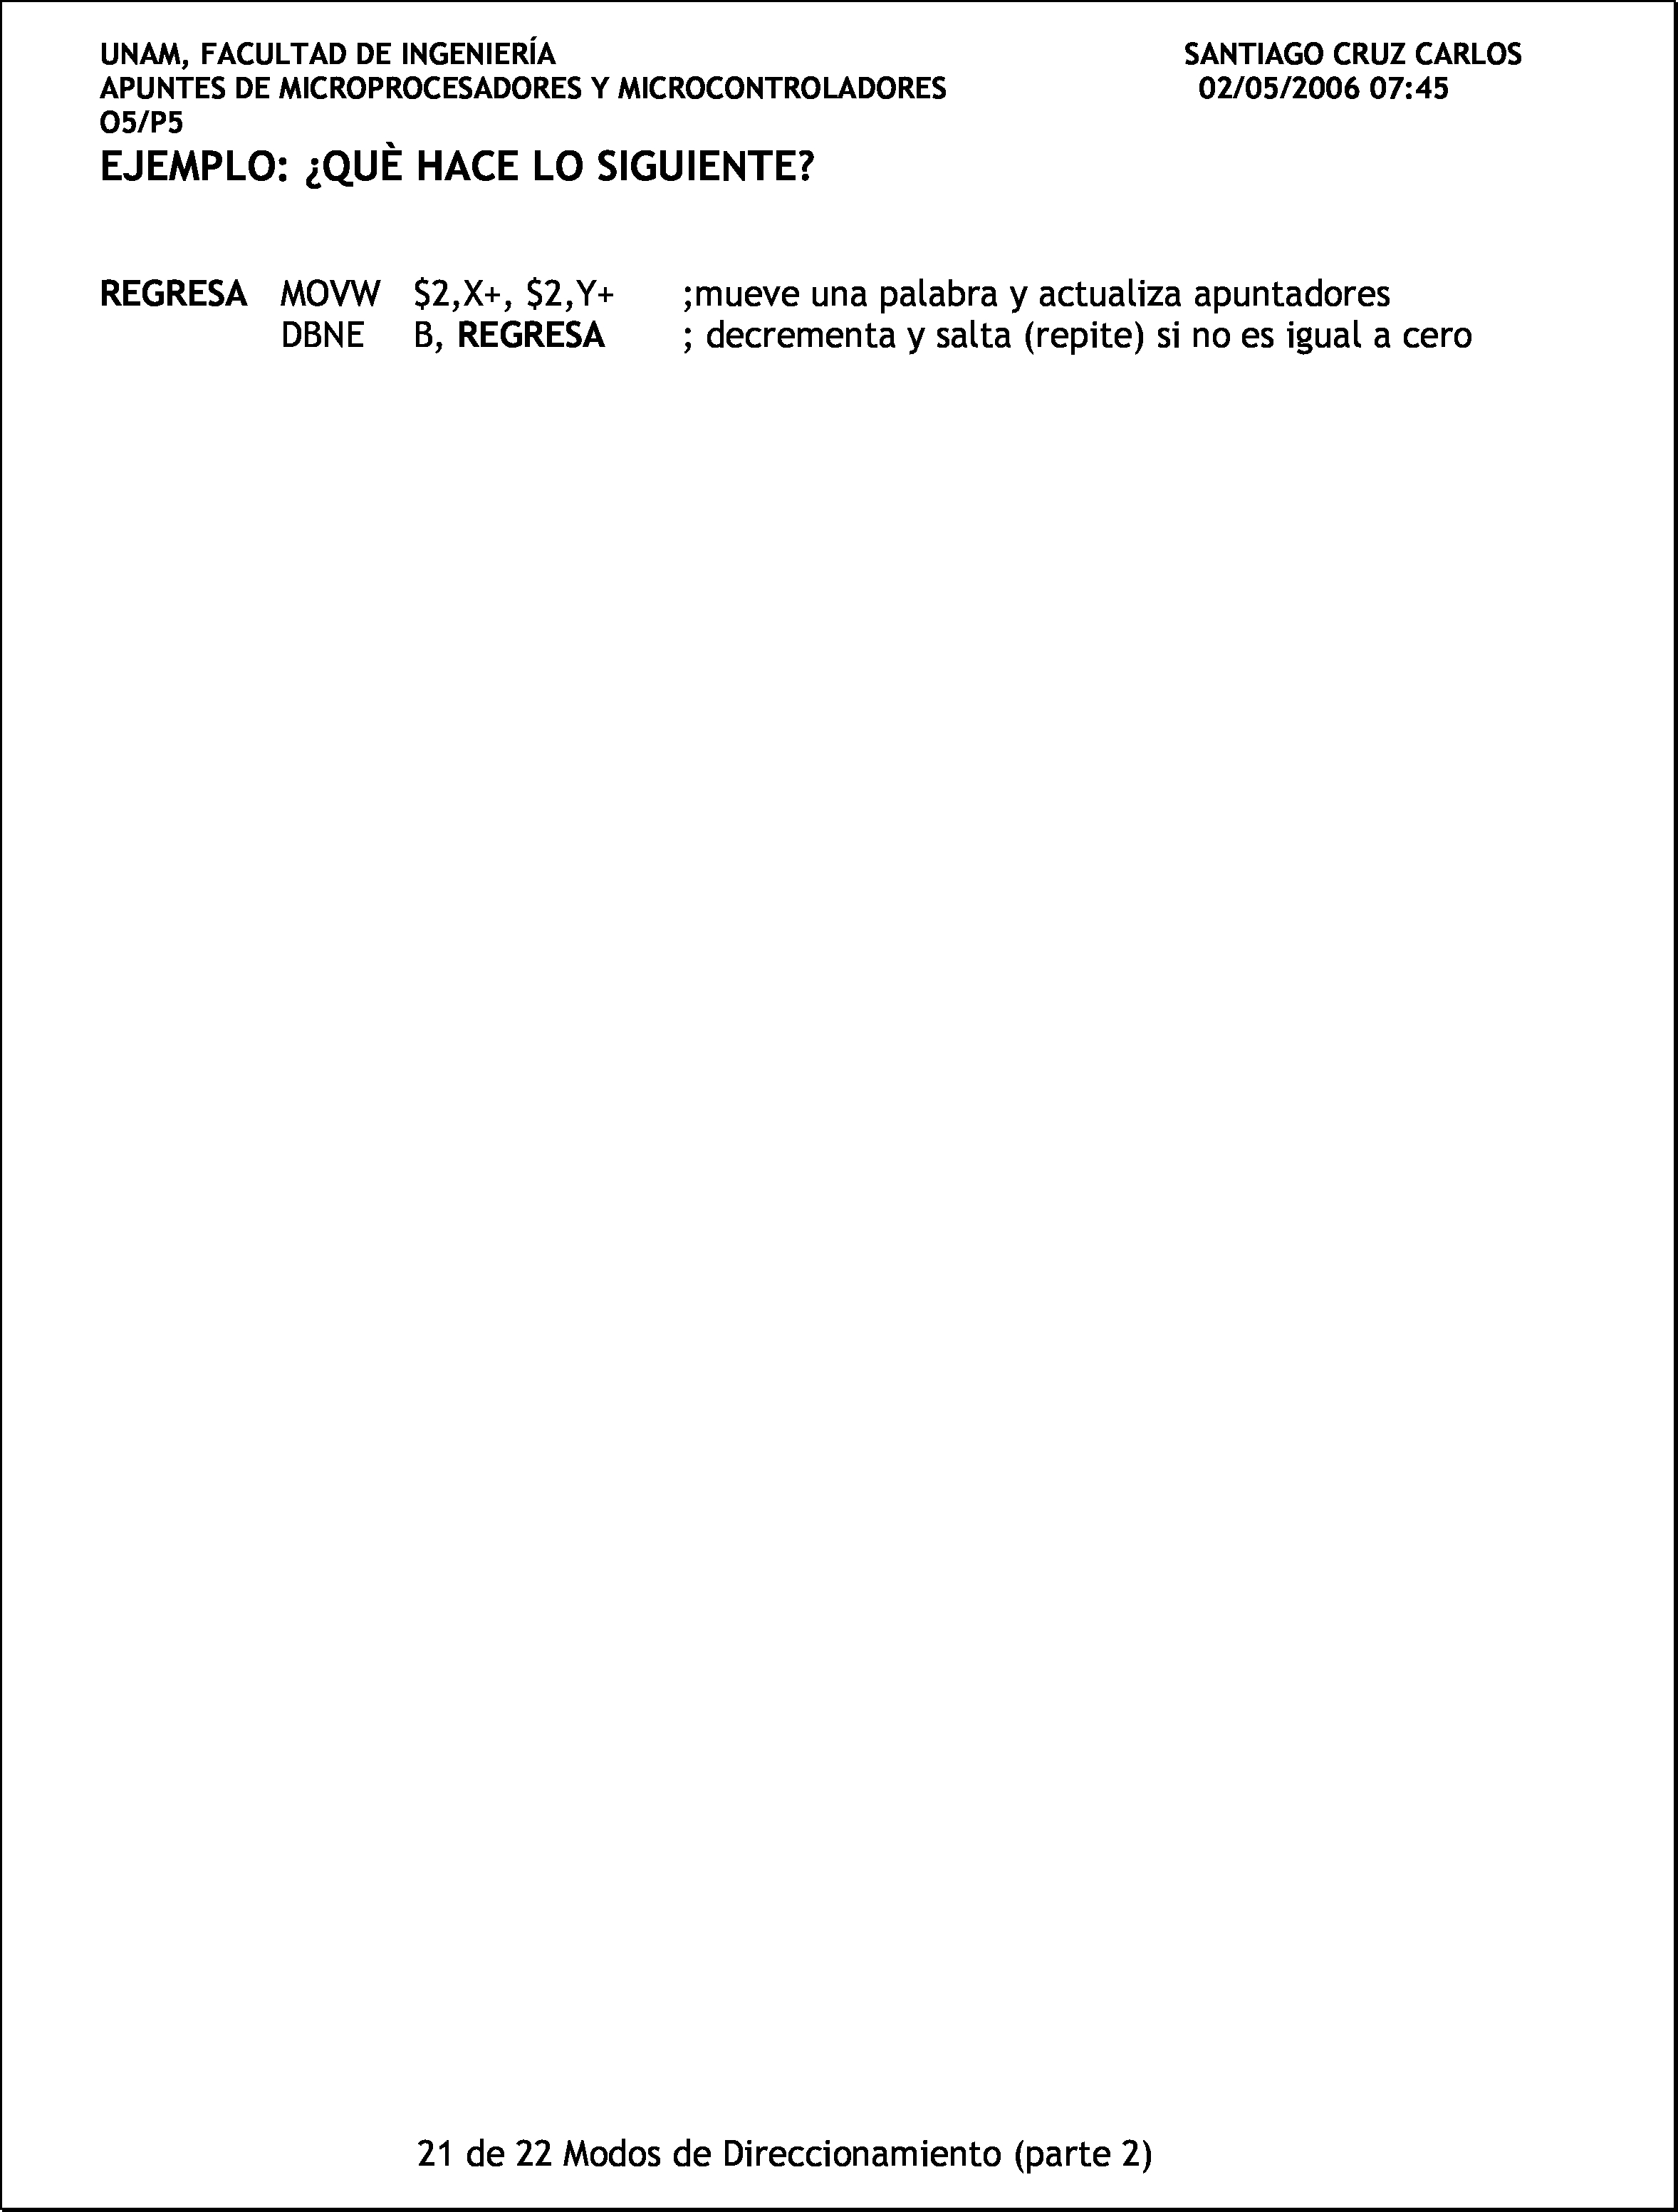 UNAM, FACULTAD DE INGENIERÍA SANTIAGO CRUZ CARLOS
APUNTES DE MICROPROCESADORES Y MICROCONTROLADORES 02/05/2006 07:45
O5/P5
EJEMPLO: ¿QUÈ HACE LO SIGUIENTE?
REGRESA MOVW $2,X+, $2,Y+ ;mueve una palabra y actualiza apuntadores
DBNE B, REGRESA ; decrementa y salta (repite) si no es igual a cero
21 de 22 Modos de Direccionamiento (parte 2)